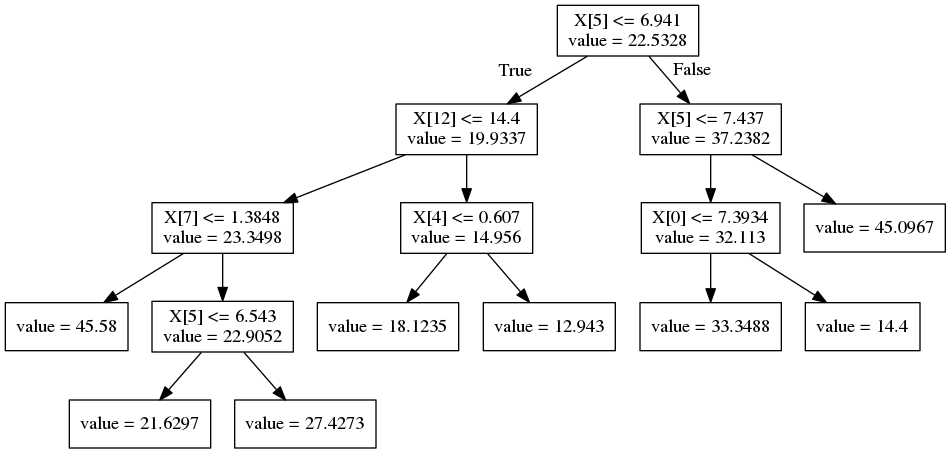 X[5] <= 6.941
value = 22.5328
True
False
X[12] <= 14.4
value = 19.9337
X[5] <= 7.437
value = 37.2382
X[7] <= 1.3848
value = 23.3498
X[4] <= 0.607
value = 14.956
X[0] <= 7.3934
value = 32.113
value = 45.0967
value = 45.58
X[5] <= 6.543
value = 22.9052
value = 18.1235
value = 12.943
value = 33.3488
value = 14.4
value = 21.6297
value = 27.4273